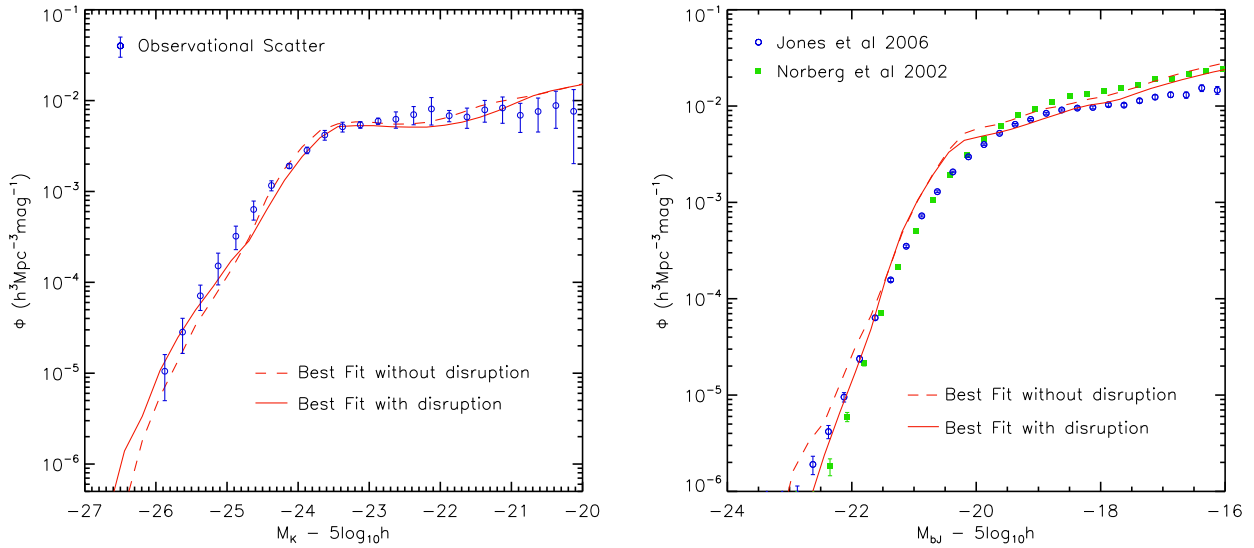 10⁻¹
10⁻²
10⁻³
10⁻⁴
10⁻⁵
10⁻⁶
Φ (h³Mpc⁻³mag⁻¹)
Observational Scatter
Best Fit without disruption
Best Fit with disruption
−27 −26 −25 −24 −23 −22 −21 −20
M_K − 5log₁₀h
10⁻¹
10⁻²
10⁻³
10⁻⁴
10⁻⁵
10⁻⁶
Φ (h³Mpc⁻³mag⁻¹)
Jones et al 2006
Norberg et al 2002
Best Fit without disruption
Best Fit with disruption
−24 −22 −20 −18 −16
M_bJ − 5log₁₀h